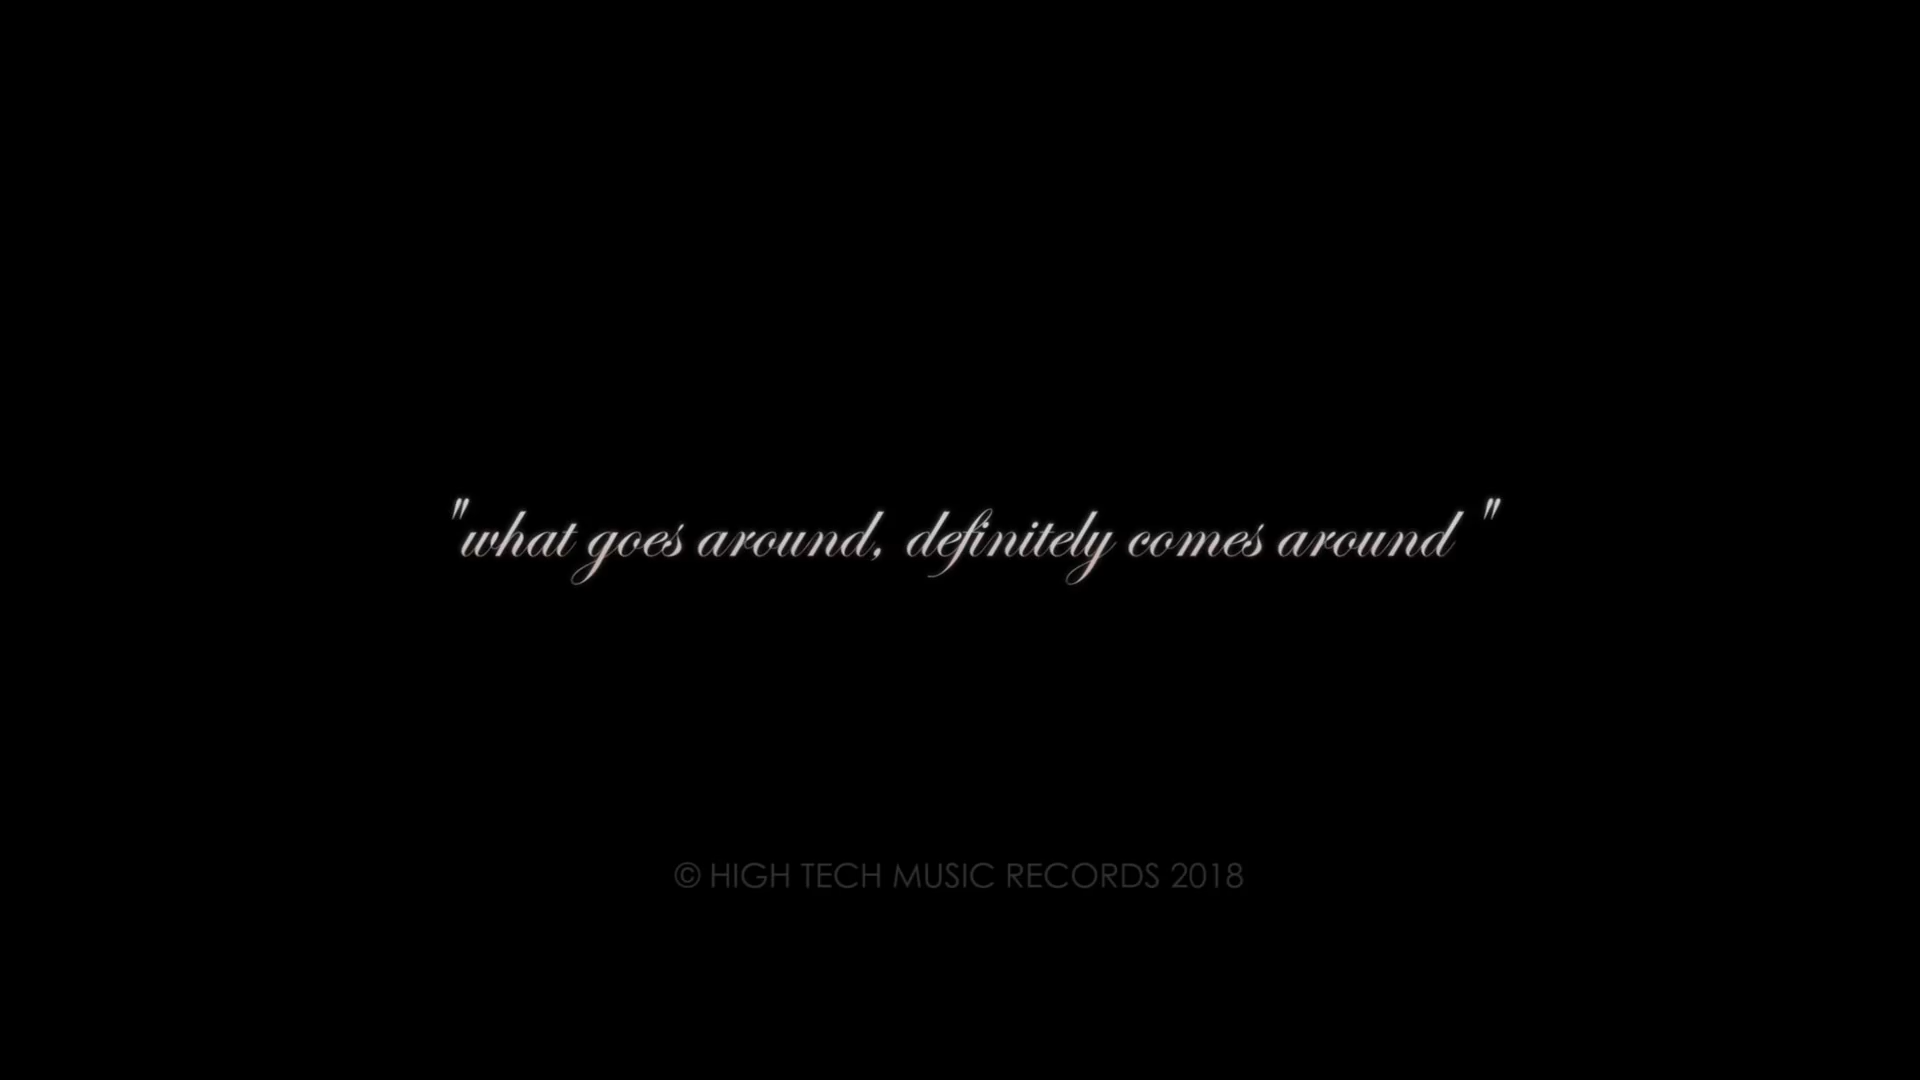 "what goes around, definitely comes around "
© HIGH TECH MUSIC RECORDS 2018